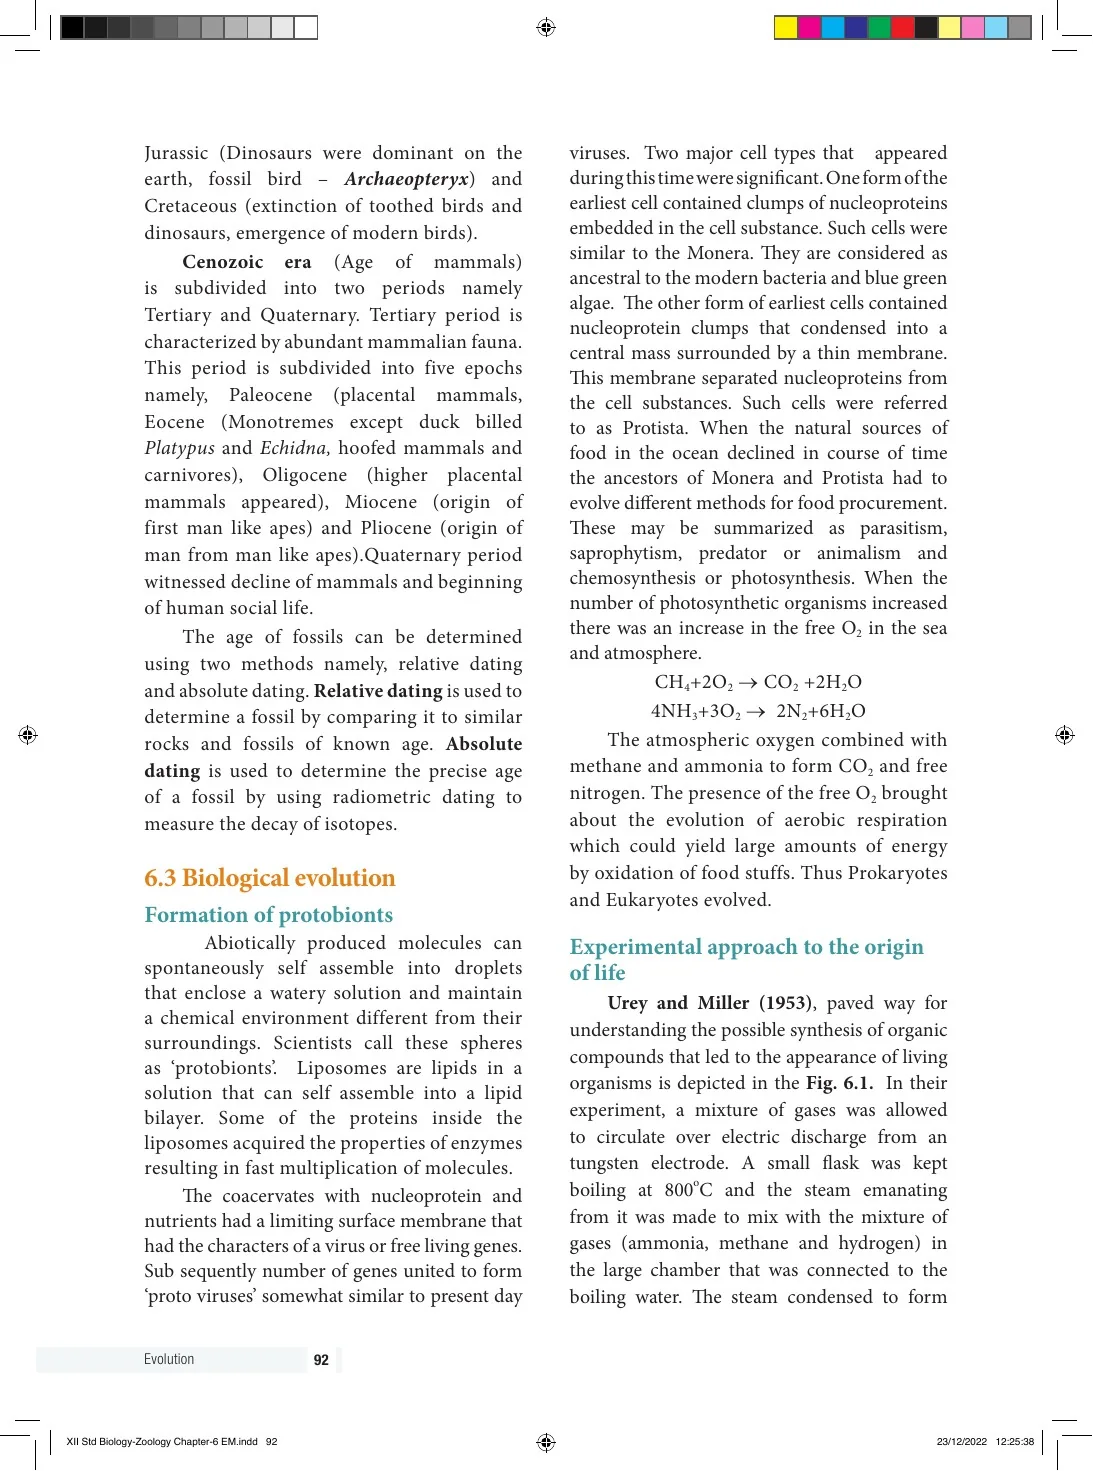 Jurassic (Dinosaurs were dominant on the
earth, fossil bird – Archaeopteryx) and
Cretaceous (extinction of toothed birds and
dinosaurs, emergence of modern birds).
Cenozoic era (Age of mammals)
is subdivided into two periods namely
Tertiary and Quaternary. Tertiary period is
characterized by abundant mammalian fauna.
This period is subdivided into five epochs
namely, Paleocene (placental mammals,
Eocene (Monotremes except duck billed
Platypus and Echidna, hoofed mammals and
carnivores), Oligocene (higher placental
mammals appeared), Miocene (origin of
first man like apes) and Pliocene (origin of
man from man like apes).Quaternary period
witnessed decline of mammals and beginning
of human social life.
The age of fossils can be determined
using two methods namely, relative dating
and absolute dating. Relative dating is used to
determine a fossil by comparing it to similar
rocks and fossils of known age. Absolute
dating is used to determine the precise age
of a fossil by using radiometric dating to
measure the decay of isotopes.
6.3 Biological evolution
Formation of protobionts
Abiotically produced molecules can
spontaneously self assemble into droplets
that enclose a watery solution and maintain
a chemical environment different from their
surroundings. Scientists call these spheres
as ‘protobionts’. Liposomes are lipids in a
solution that can self assemble into a lipid
bilayer. Some of the proteins inside the
liposomes acquired the properties of enzymes
resulting in fast multiplication of molecules.
The coacervates with nucleoprotein and
nutrients had a limiting surface membrane that
had the characters of a virus or free living genes.
Sub sequently number of genes united to form
‘proto viruses’ somewhat similar to present day
viruses. Two major cell types that appeared
during this time were significant. One form of the
earliest cell contained clumps of nucleoproteins
embedded in the cell substance. Such cells were
similar to the Monera. They are considered as
ancestral to the modern bacteria and blue green
algae. The other form of earliest cells contained
nucleoprotein clumps that condensed into a
central mass surrounded by a thin membrane.
This membrane separated nucleoproteins from
the cell substances. Such cells were referred
to as Protista. When the natural sources of
food in the ocean declined in course of time
the ancestors of Monera and Protista had to
evolve different methods for food procurement.
These may be summarized as parasitism,
saprophytism, predator or animalism and
chemosynthesis or photosynthesis. When the
number of photosynthetic organisms increased
there was an increase in the free O₂ in the sea
and atmosphere.
CH₄+2O₂ → CO₂ +2H₂O
4NH₃+3O₂ → 2N₂+6H₂O
The atmospheric oxygen combined with
methane and ammonia to form CO₂ and free
nitrogen. The presence of the free O₂ brought
about the evolution of aerobic respiration
which could yield large amounts of energy
by oxidation of food stuffs. Thus Prokaryotes
and Eukaryotes evolved.
Experimental approach to the origin
of life
Urey and Miller (1953), paved way for
understanding the possible synthesis of organic
compounds that led to the appearance of living
organisms is depicted in the Fig. 6.1. In their
experiment, a mixture of gases was allowed
to circulate over electric discharge from an
tungsten electrode. A small flask was kept
boiling at 800°C and the steam emanating
from it was made to mix with the mixture of
gases (ammonia, methane and hydrogen) in
the large chamber that was connected to the
boiling water. The steam condensed to form
Evolution 92
XII Std Biology-Zoology Chapter-6 EM.indd 92 23/12/2022 12:25:38